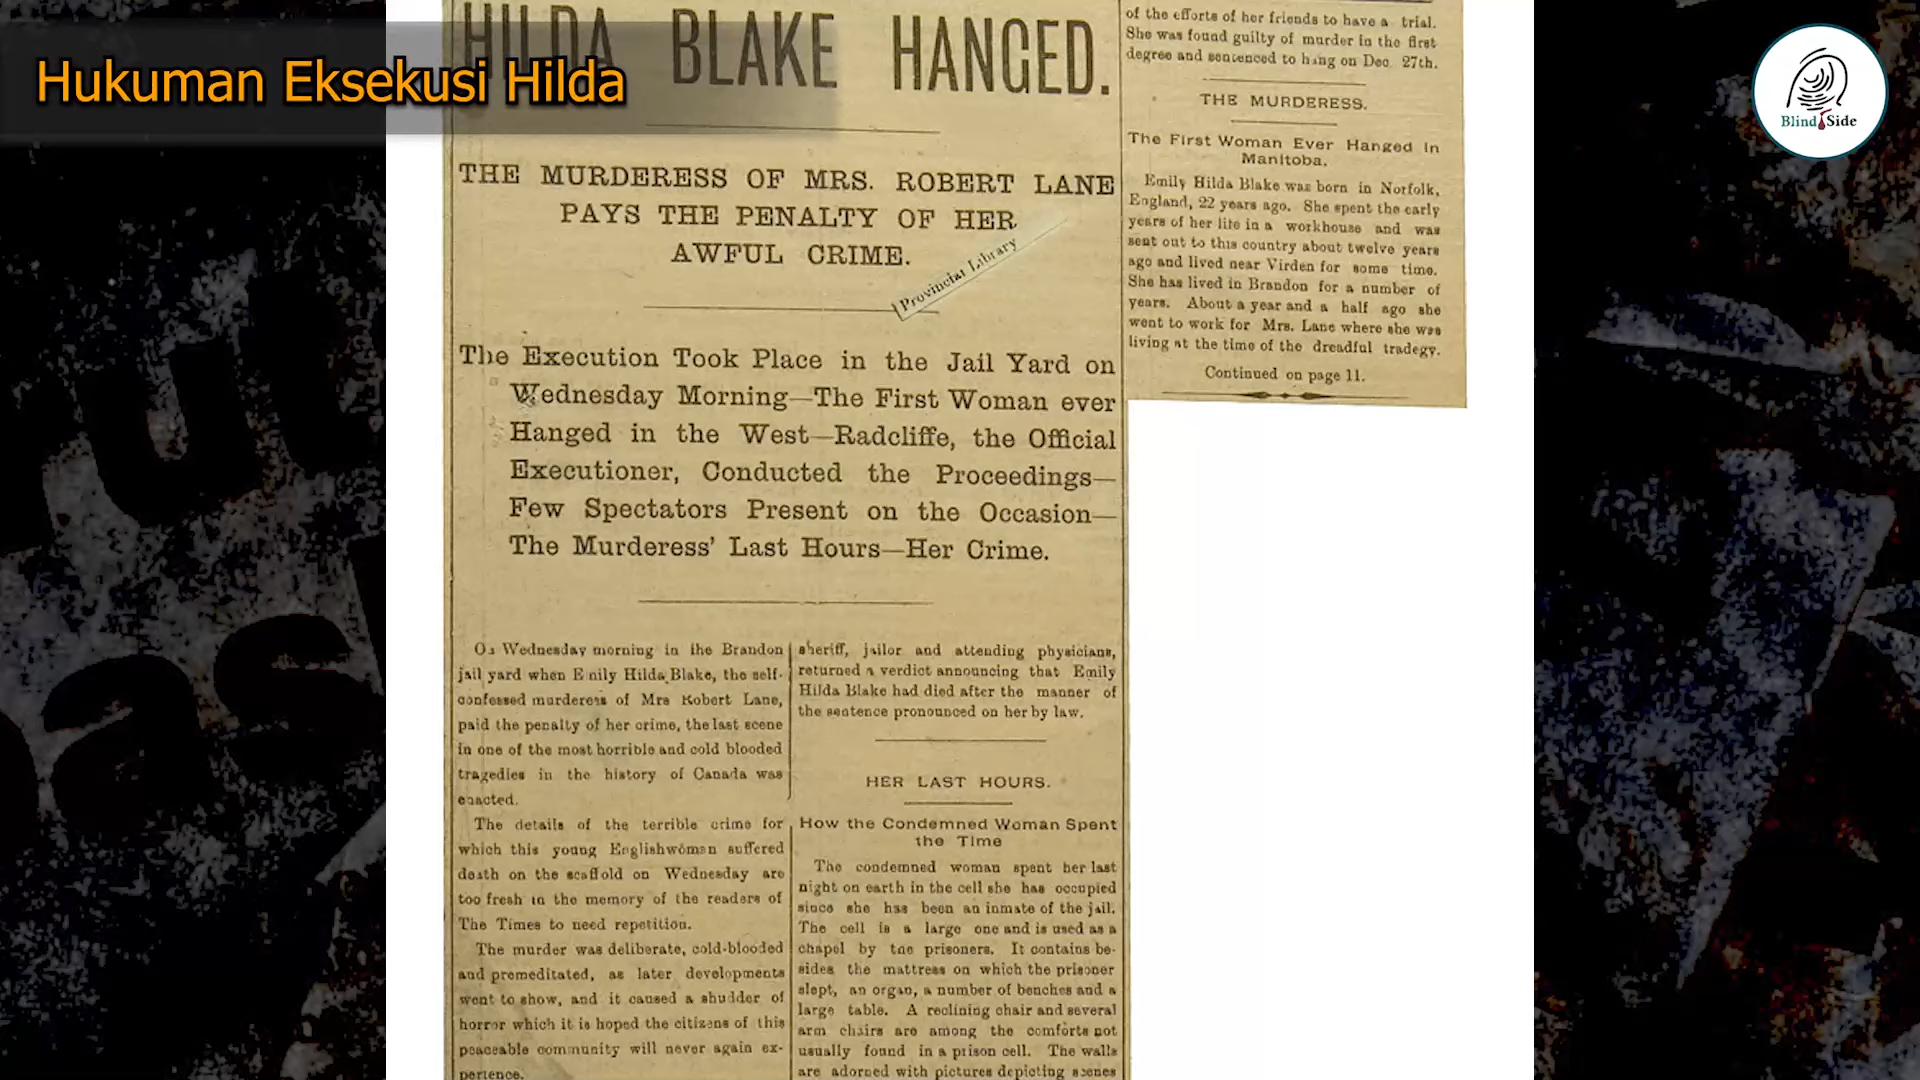 Hukuman Eksekusi Hilda
HILDA BLAKE HANGED.
THE MURDERESS OF MRS. ROBERT LANE
PAYS THE PENALTY OF HER
AWFUL CRIME.
Provincial Library
The Execution Took Place in the Jail Yard on
Wednesday Morning—The First Woman ever
Hanged in the West—Radcliffe, the Official
Executioner, Conducted the Proceedings—
Few Spectators Present on the Occasion—
The Murderess' Last Hours—Her Crime.
On Wednesday morning in the Brandon
jail yard when Emily Hilda Blake, the self-
confessed murderess of Mrs Robert Lane,
paid the penalty of her crime, the last scene
in one of the most horrible and cold blooded
tragedies in the history of Canada was
enacted.
The details of the terrible crime for
which this young Englishwoman suffered
death on the scaffold on Wednesday are
too fresh in the memory of the readers of
The Times to need repetition.
The murder was deliberate, cold-blooded
and premeditated, as later developments
went to show, and it caused a shudder of
horror which it is hoped the citizens of this
peaceable community will never again ex-
perience.
sheriff, jailor and attending physicians,
returned a verdict announcing that Emily
Hilda Blake had died after the manner of
the sentence pronounced on her by law.
HER LAST HOURS.
How the Condemned Woman Spent
the Time
The condemned woman spent her last
night on earth in the cell she has occupied
since she has been an inmate of the jail.
The cell is a large one and is used as a
chapel by the prisoners. It contains be-
sides the mattress on which the prisoner
slept, an organ, a number of benches and a
large table. A reclining chair and several
arm chairs are among the comforts not
usually found in a prison cell. The walls
are adorned with pictures depicting scenes
of the efforts of her friends to have a trial.
She was found guilty of murder in the first
degree and sentenced to hang on Dec. 27th.
THE MURDERESS.
The First Woman Ever Hanged in
Manitoba.
Emily Hilda Blake was born in Norfolk,
England, 22 years ago. She spent the early
years of her life in a workhouse and was
sent out to this country about twelve years
ago and lived near Virden for some time.
She has lived in Brandon for a number of
years. About a year and a half ago she
went to work for Mrs. Lane where she was
living at the time of the dreadful tradegy.
Continued on page 11.
Blind Side